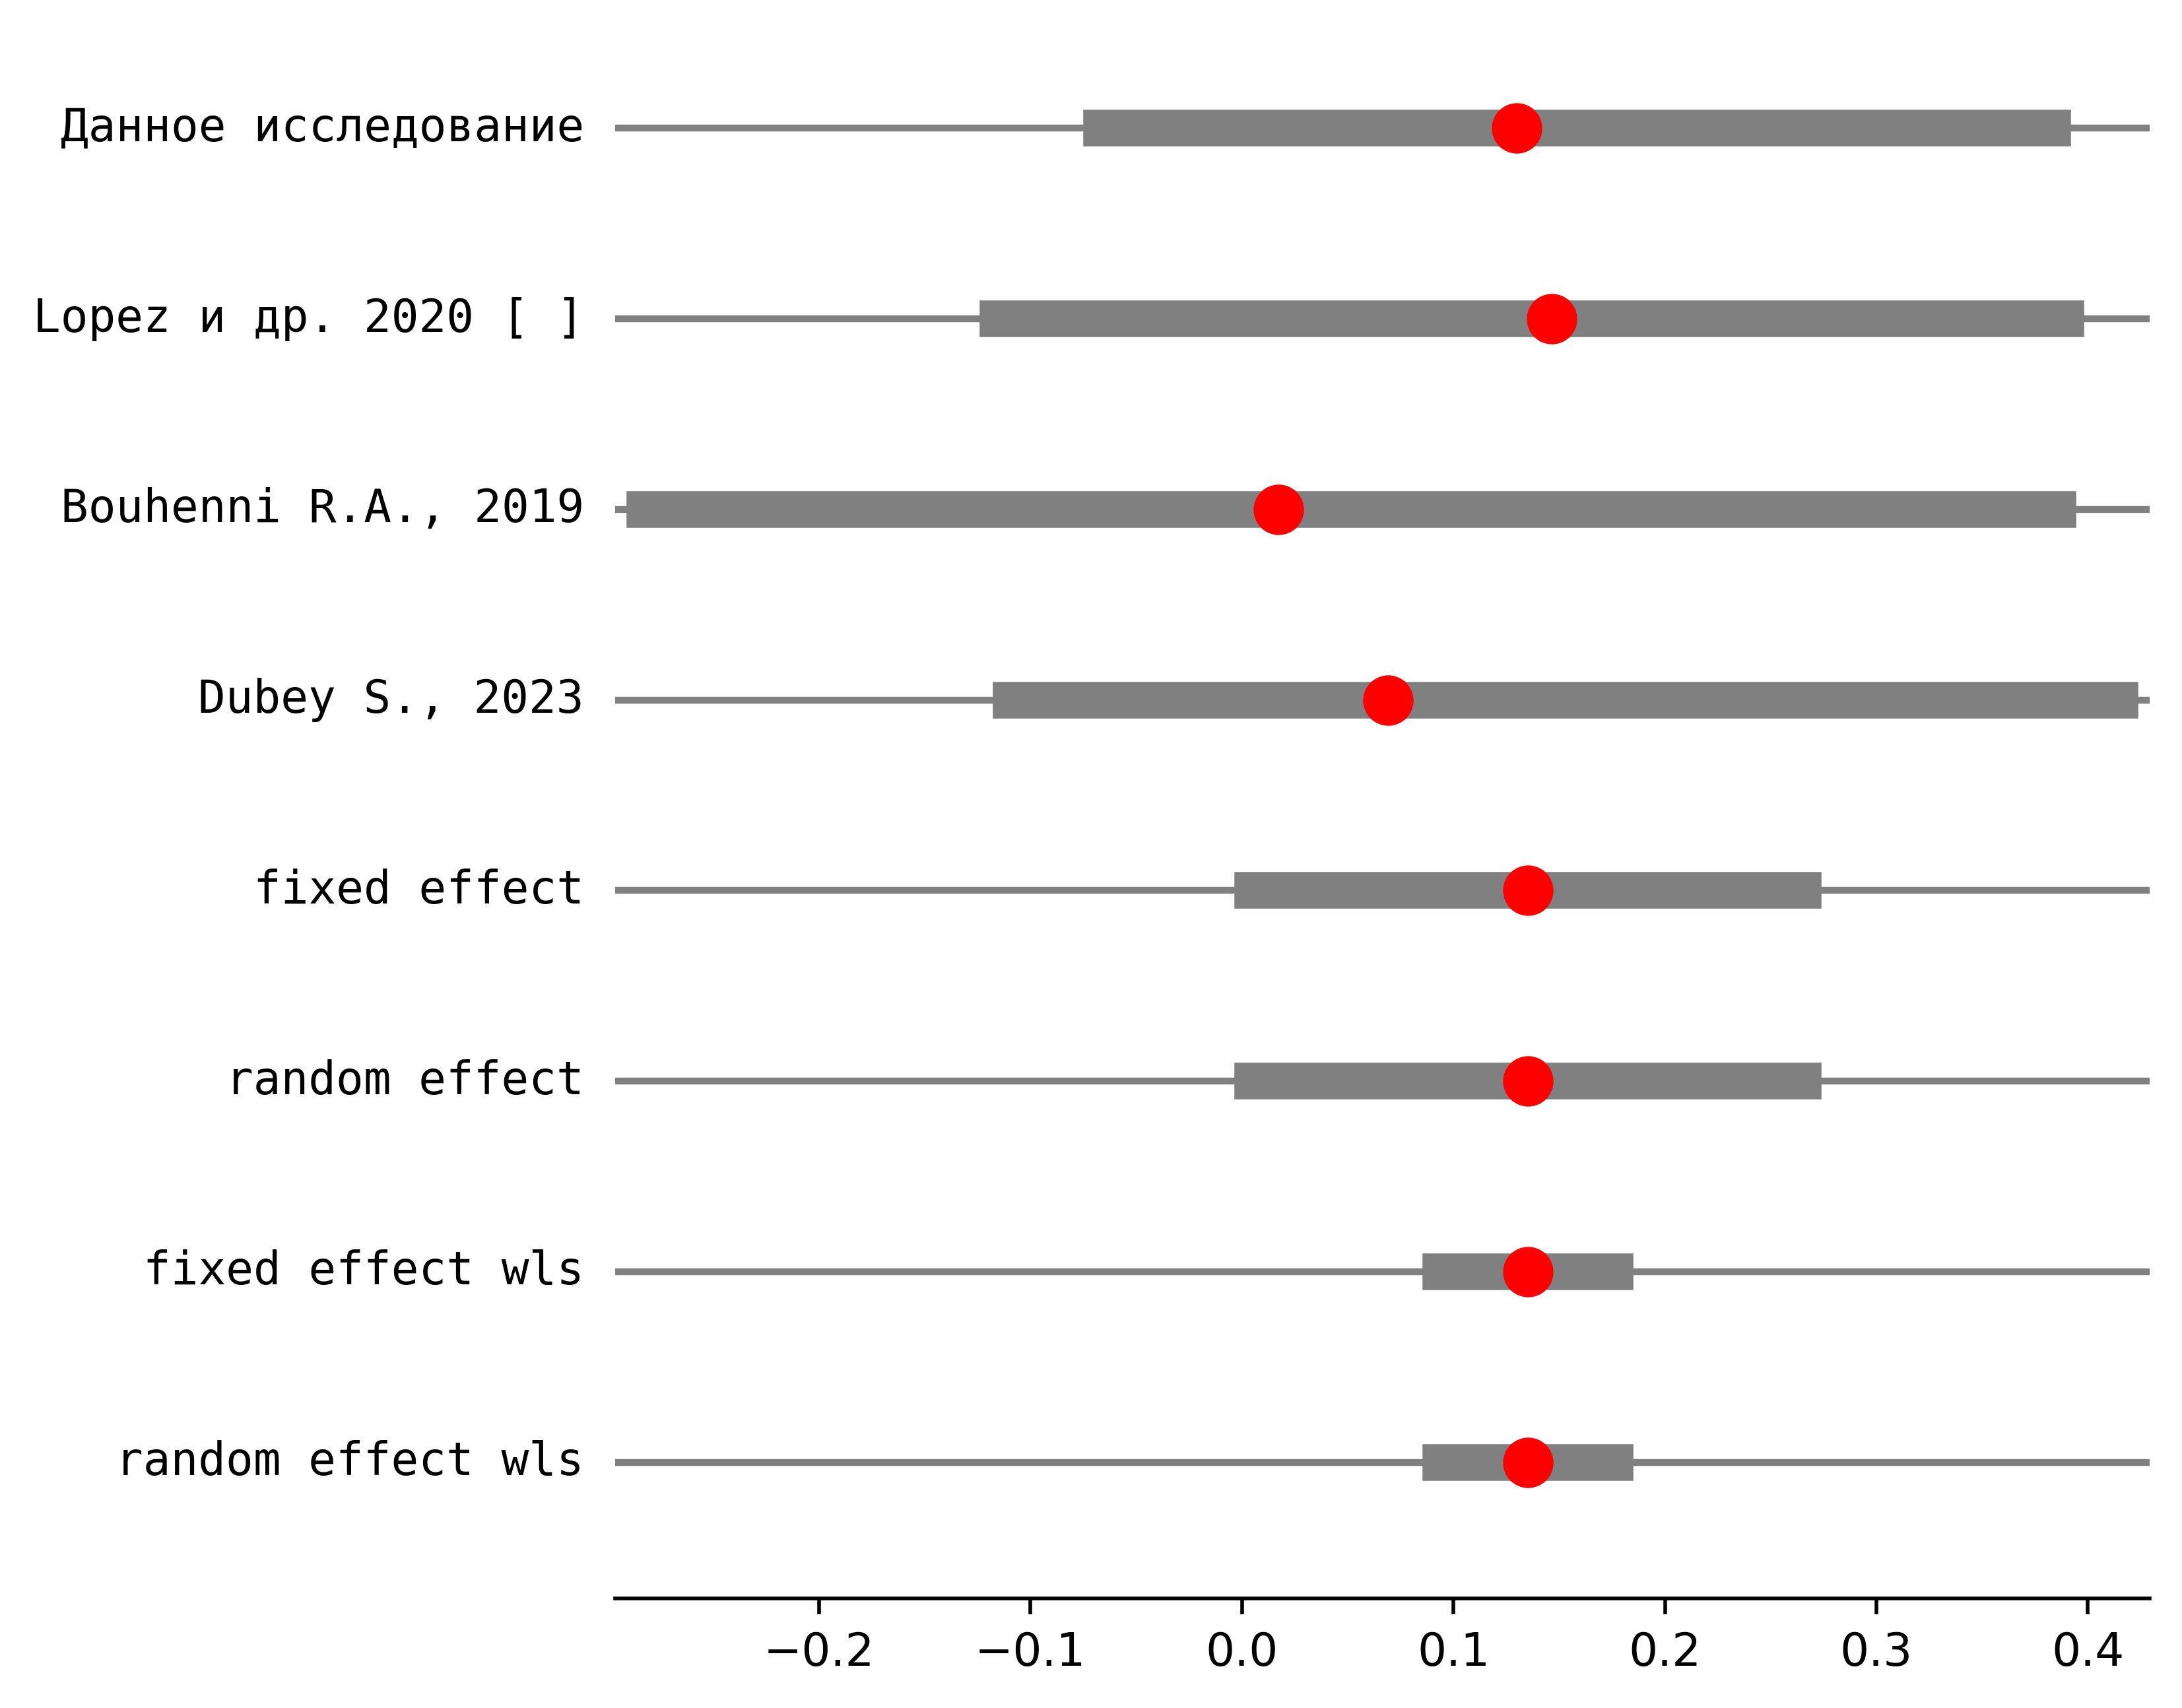 Данное исследование
Lopez и др. 2020 [ ]
Bouhenni R.A., 2019
Dubey S., 2023
fixed effect
random effect
fixed effect wls
random effect wls
−0.2 −0.1 0.0 0.1 0.2 0.3 0.4